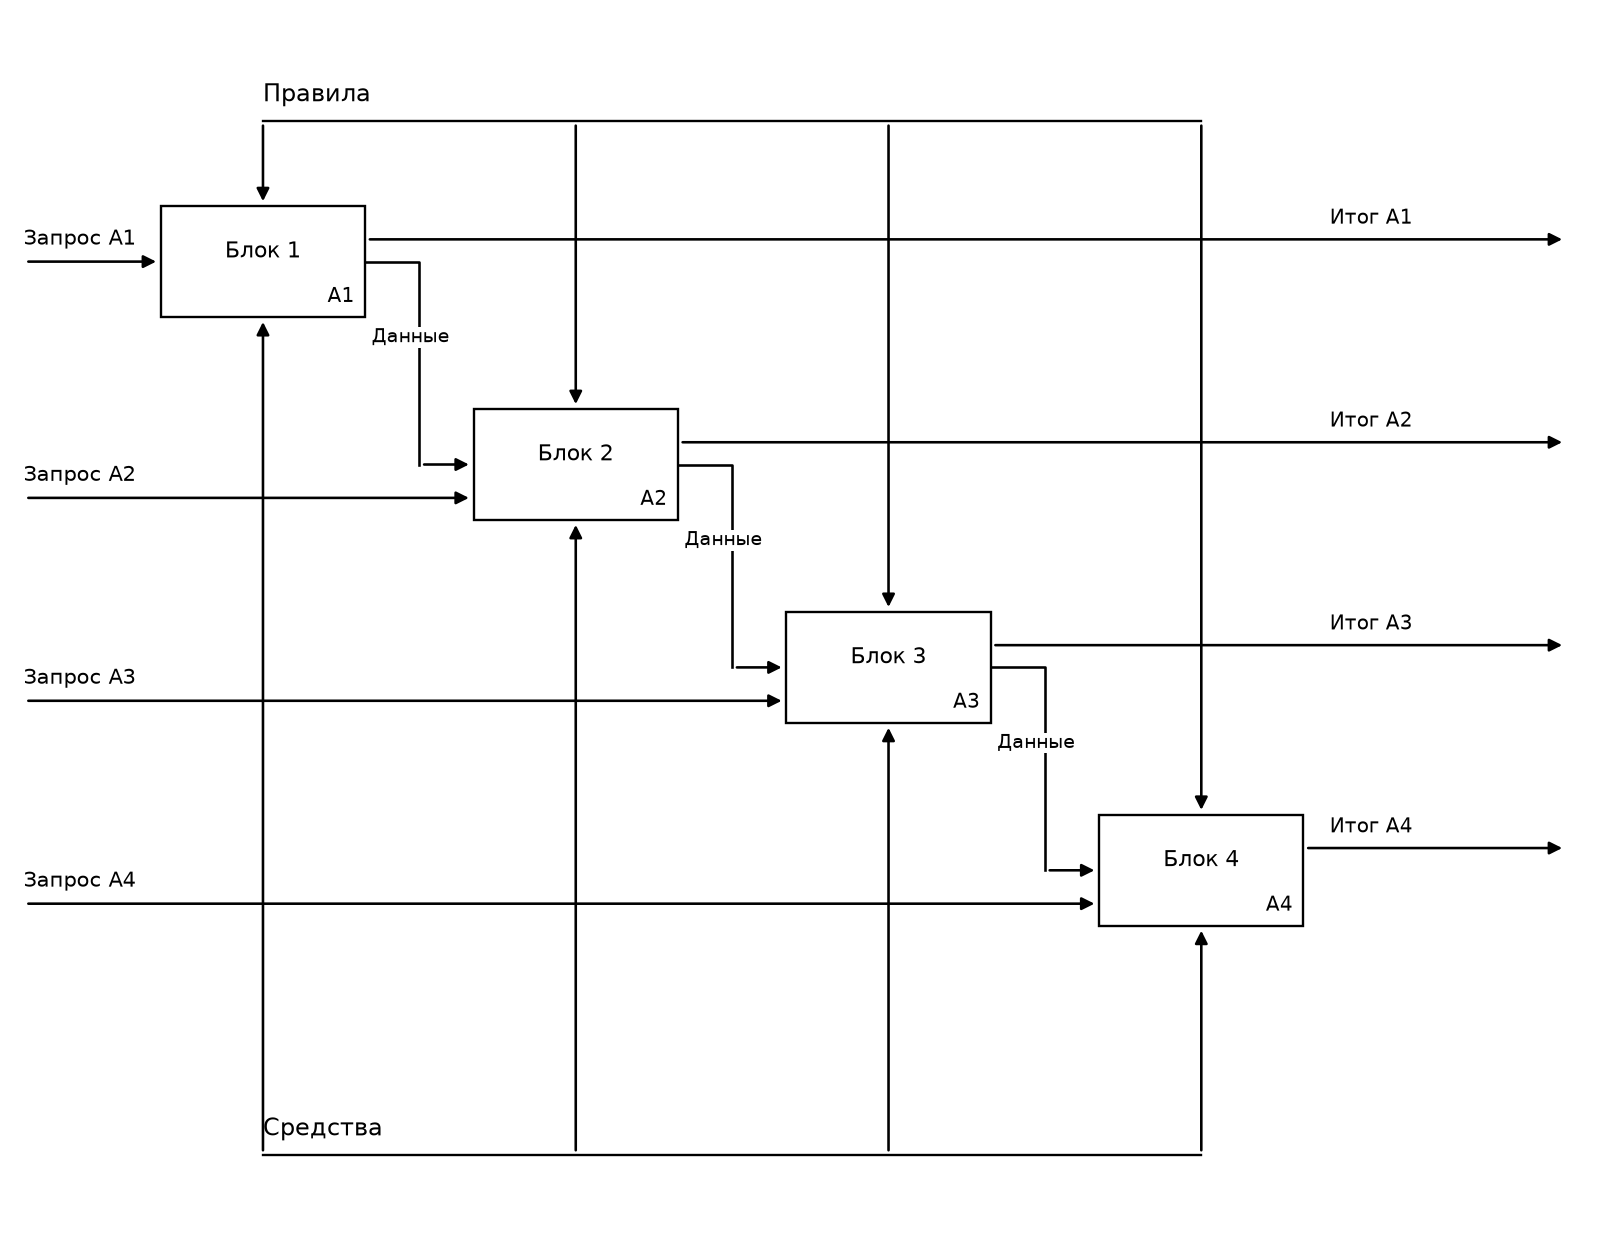 Правила
Запрос А1
Блок 1
А1
Итог А1
Данные
Запрос А2
Блок 2
А2
Итог А2
Данные
Запрос А3
Блок 3
А3
Итог А3
Данные
Запрос А4
Блок 4
А4
Итог А4
Средства